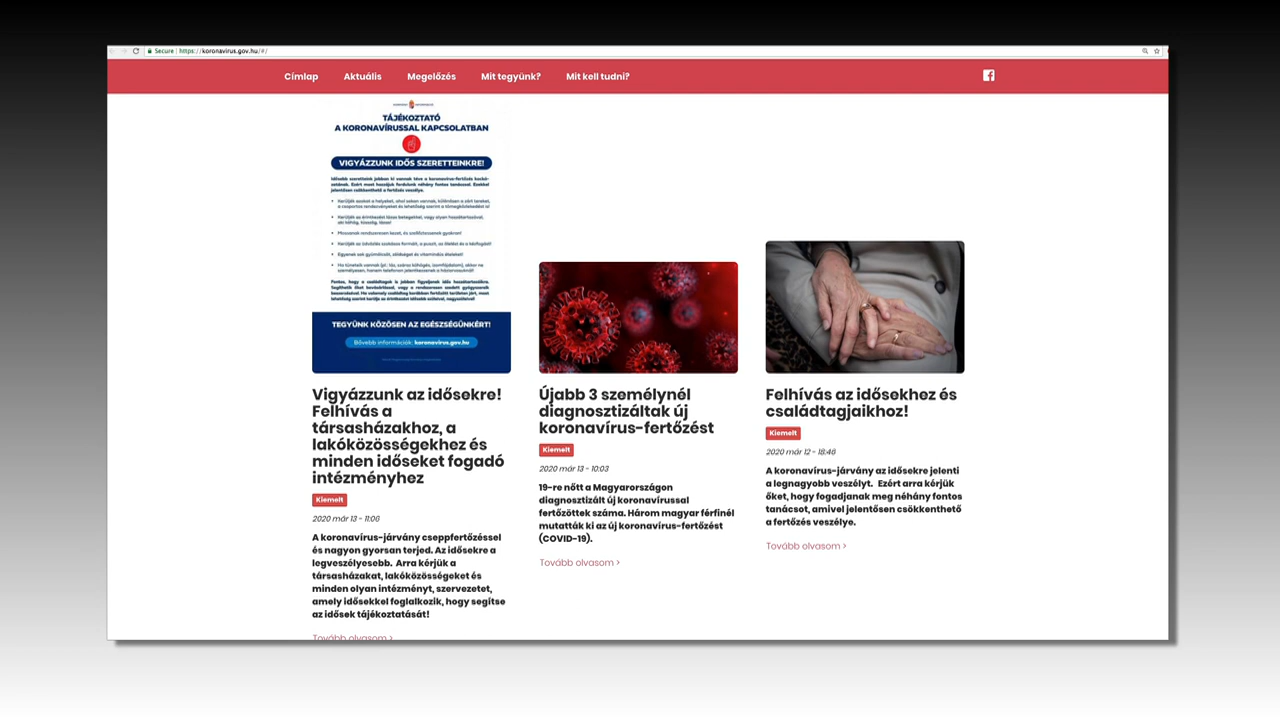 Secure | https://koronavirus.gov.hu/#/
Címlap Aktuális Megelőzés Mit tegyünk? Mit kell tudni?
TÁJÉKOZTATÓ
A KORONAVÍRUSSAL KAPCSOLATBAN
VIGYÁZZUNK IDŐS SZERETTEINKRE!
TEGYÜNK KÖZÖSEN AZ EGÉSZSÉGÜNKÉRT!
Bővebb információk: koronavirus.gov.hu
Vigyázzunk az idősekre!
Felhívás a
társasházakhoz, a
lakóközösségekhez és
minden időseket fogadó
intézményhez
Kiemelt
2020 már 13 - 11:06
A koronavírus-járvány cseppfertőzéssel
és nagyon gyorsan terjed. Az idősekre a
legveszélyesebb. Arra kérjük a
társasházakat, lakóközösségeket és
minden olyan intézményt, szervezetet,
amely idősekkel foglalkozik, hogy segítse
az idősek tájékoztatását!
Tovább olvasom >
Újabb 3 személynél
diagnosztizáltak új
koronavírus-fertőzést
Kiemelt
2020 már 13 - 10:03
19-re nőtt a Magyarországon
diagnosztizált új koronavírussal
fertőzöttek száma. Három magyar férfinél
mutatták ki az új koronavírus-fertőzést
(COVID-19).
Tovább olvasom >
Felhívás az idősekhez és
családtagjaikhoz!
Kiemelt
2020 már 12 - 18:46
A koronavírus-járvány az idősekre jelenti
a legnagyobb veszélyt. Ezért arra kérjük
őket, hogy fogadjanak meg néhány fontos
tanácsot, amivel jelentősen csökkenthető
a fertőzés veszélye.
Tovább olvasom >